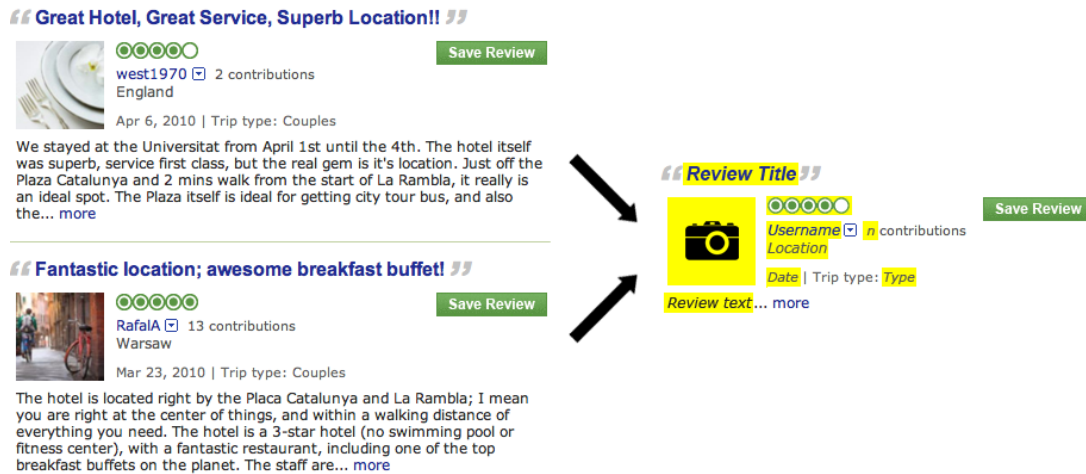 “ Great Hotel, Great Service, Superb Location!! ”
Save Review
west1970 2 contributions
England
Apr 6, 2010 | Trip type: Couples
We stayed at the Universitat from April 1st until the 4th. The hotel itself
was superb, service first class, but the real gem is it's location. Just off the
Plaza Catalunya and 2 mins walk from the start of La Rambla, it really is
an ideal spot. The Plaza itself is ideal for getting city tour bus, and also
the... more
“ Fantastic location; awesome breakfast buffet! ”
Save Review
RafalA 13 contributions
Warsaw
Mar 23, 2010 | Trip type: Couples
The hotel is located right by the Placa Catalunya and La Rambla; I mean
you are right at the center of things, and within a walking distance of
everything you need. The hotel is a 3-star hotel (no swimming pool or
fitness center), with a fantastic restaurant, including one of the top
breakfast buffets on the planet. The staff are... more
“ Review Title ”
Save Review
Username n contributions
Location
Date | Trip type: Type
Review text... more